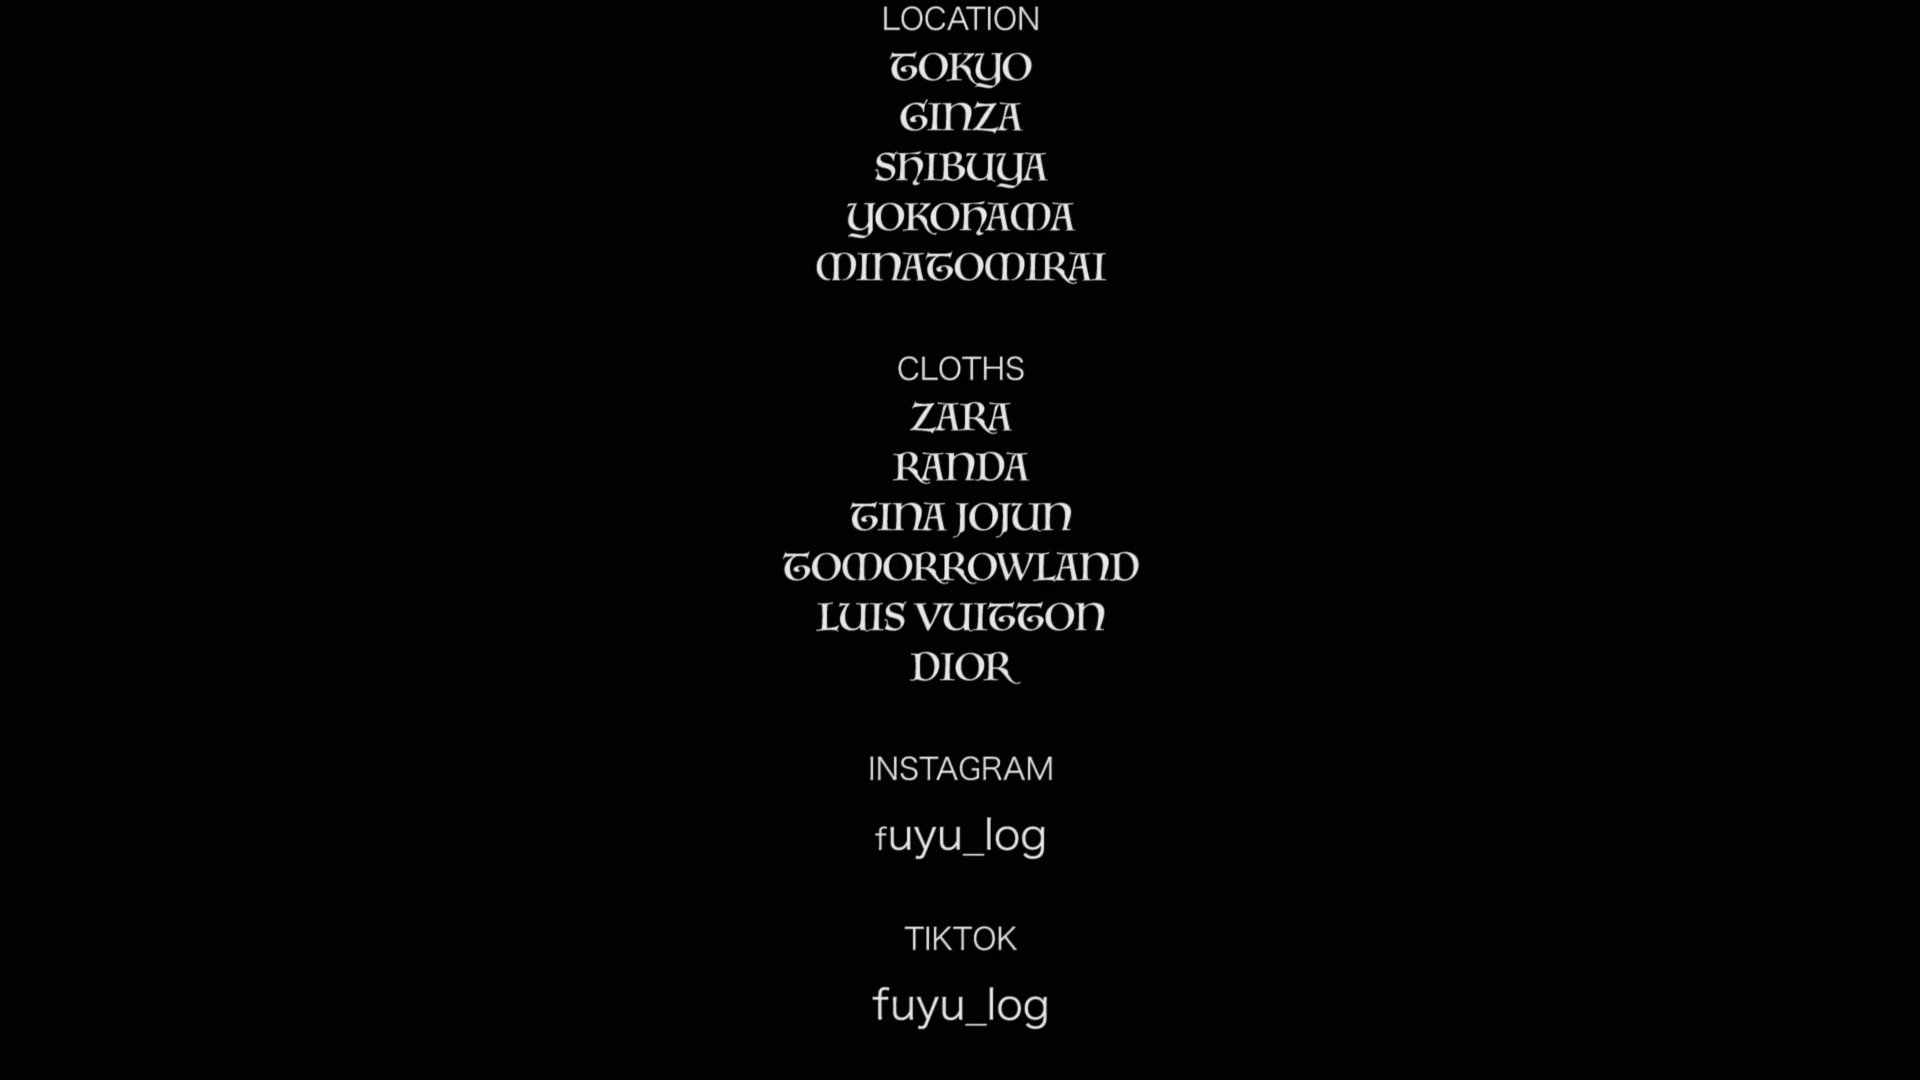 LOCATION
TOKYO
GINZA
SHIBUYA
YOKOHAMA
MINATOMIRAI
CLOTHS
ZARA
RANDA
TINA JOJUN
TOMORROWLAND
LUIS VUITTON
DIOR
INSTAGRAM
fuyu_log
TIKTOK
fuyu_log